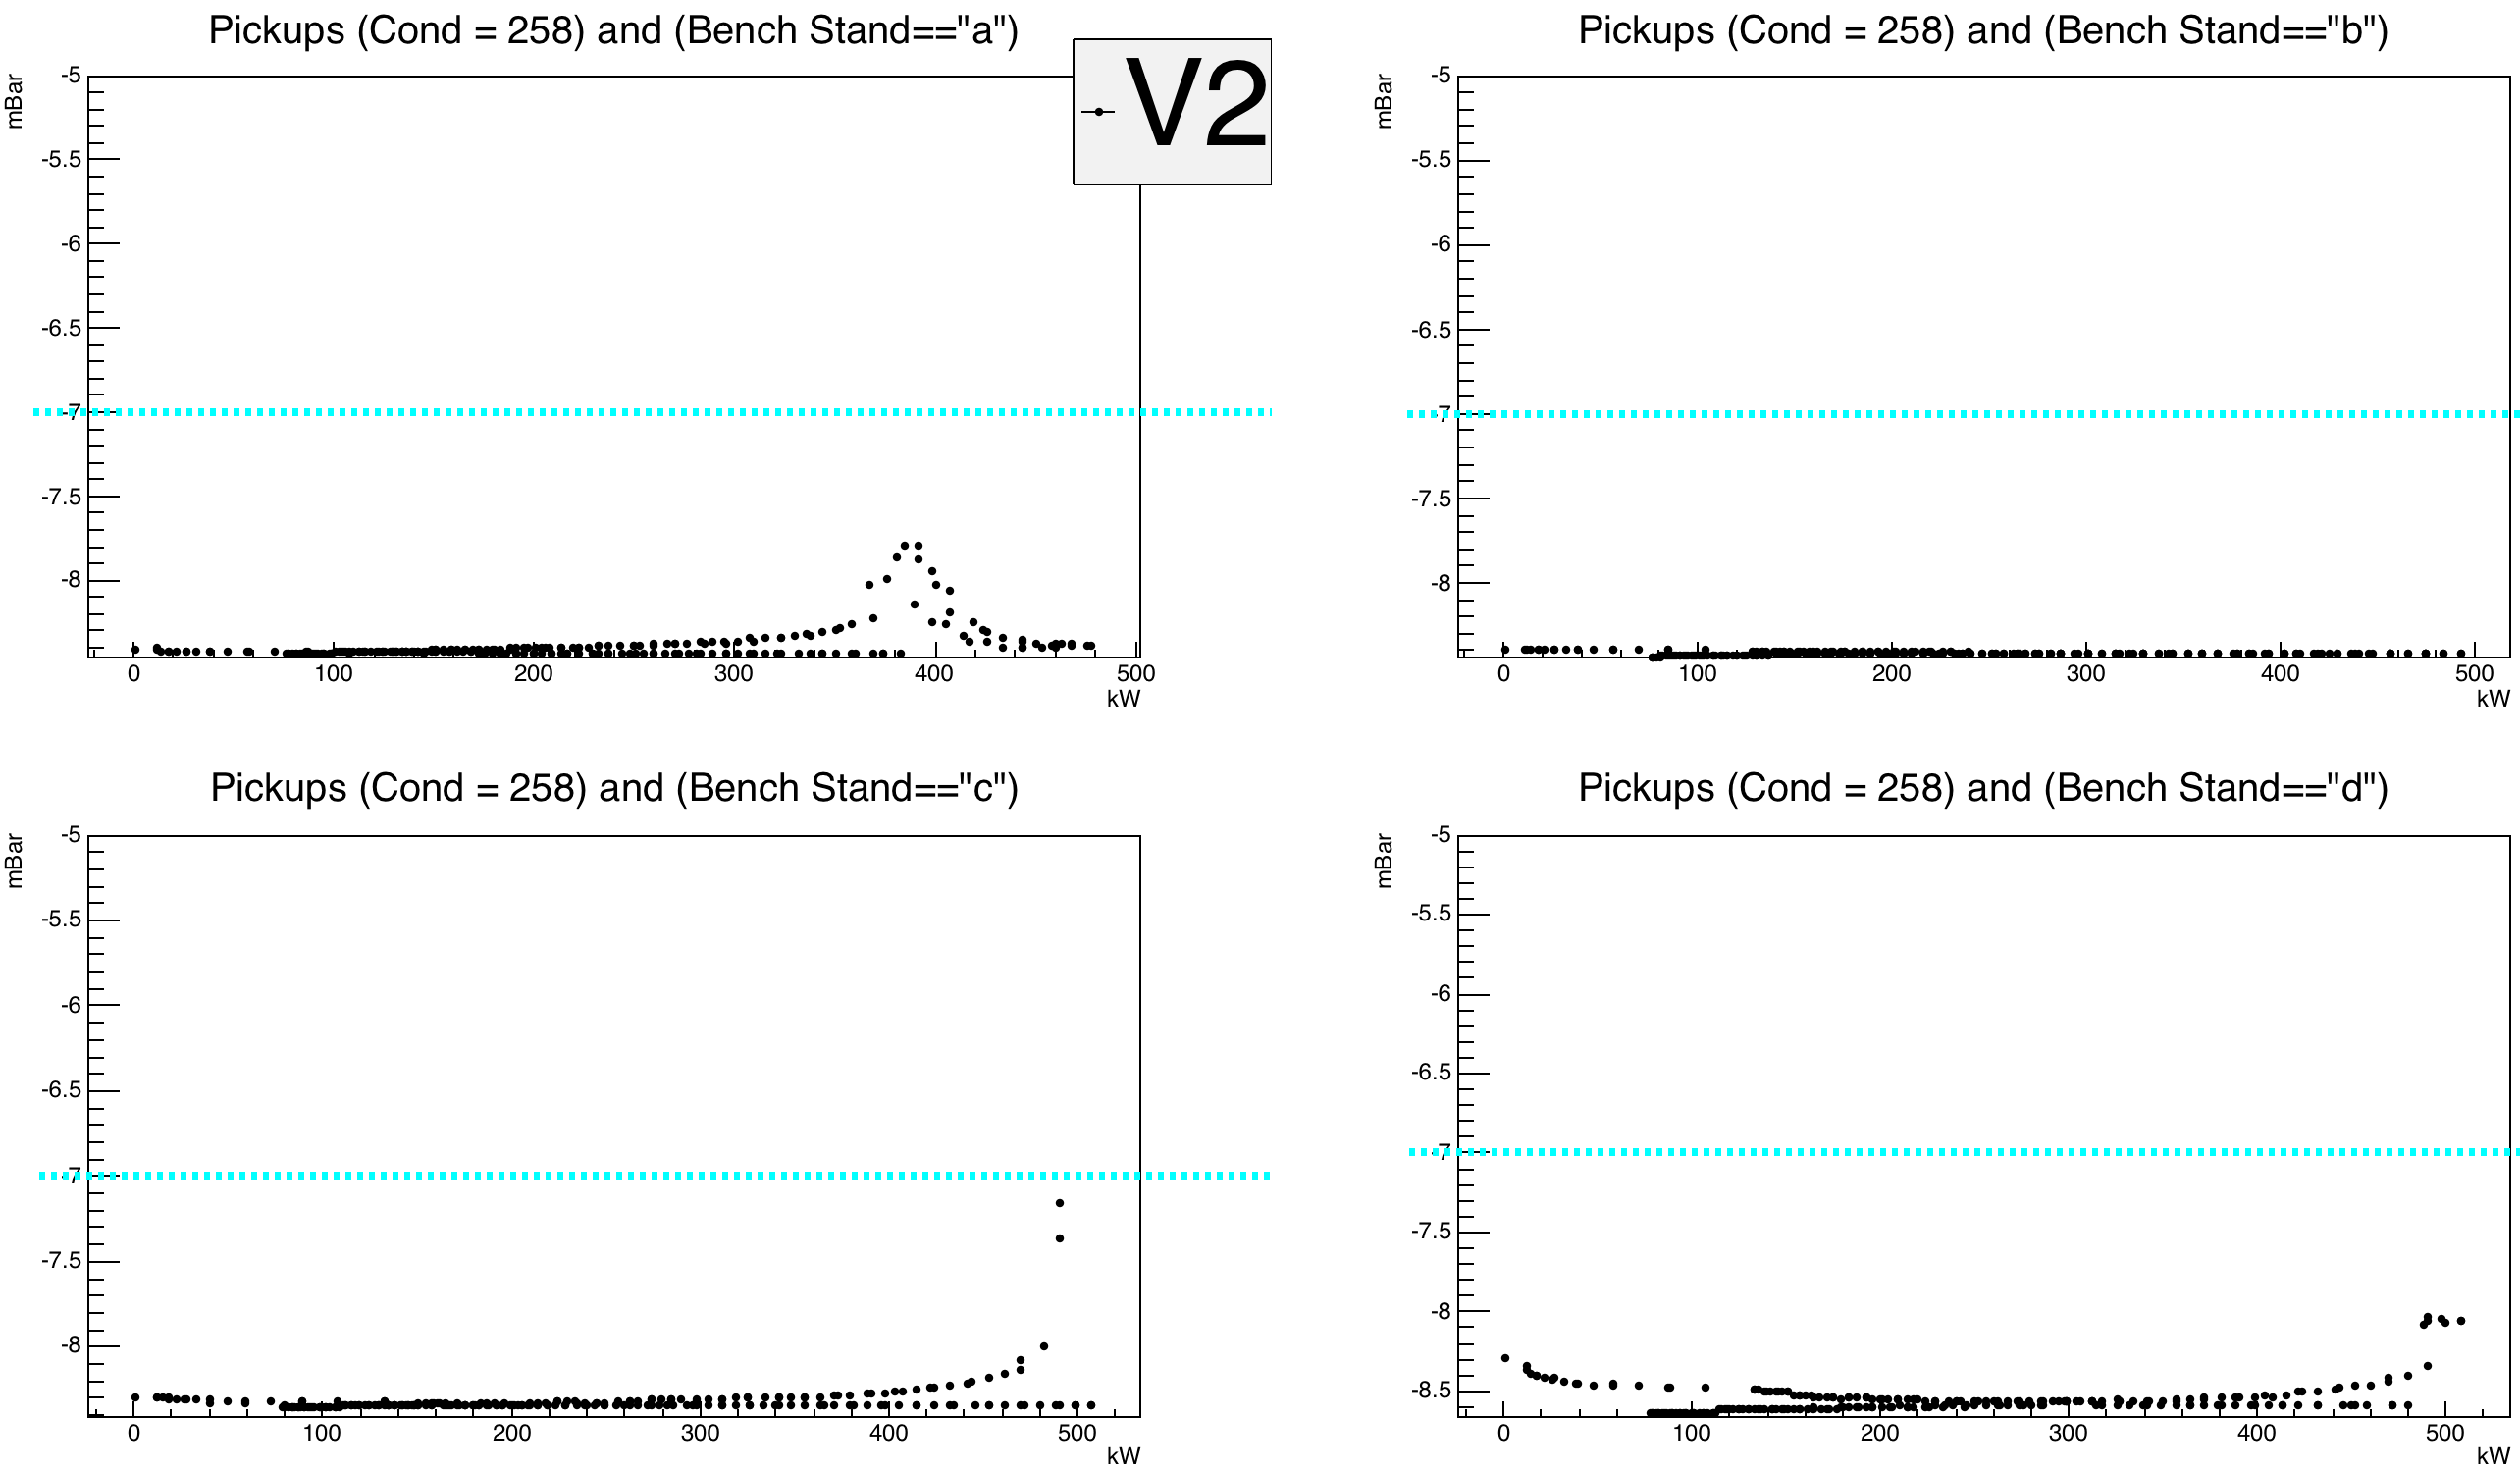 Pickups (Cond = 258) and (Bench Stand=="a")
V2
mBar
-5
-5.5
-6
-6.5
-7
-7.5
-8
0 100 200 300 400 500
kW
Pickups (Cond = 258) and (Bench Stand=="b")
mBar
-5
-5.5
-6
-6.5
-7
-7.5
-8
0 100 200 300 400 500
kW
Pickups (Cond = 258) and (Bench Stand=="c")
mBar
-5
-5.5
-6
-6.5
-7
-7.5
-8
0 100 200 300 400 500
kW
Pickups (Cond = 258) and (Bench Stand=="d")
mBar
-5
-5.5
-6
-6.5
-7
-7.5
-8
-8.5
0 100 200 300 400 500
kW